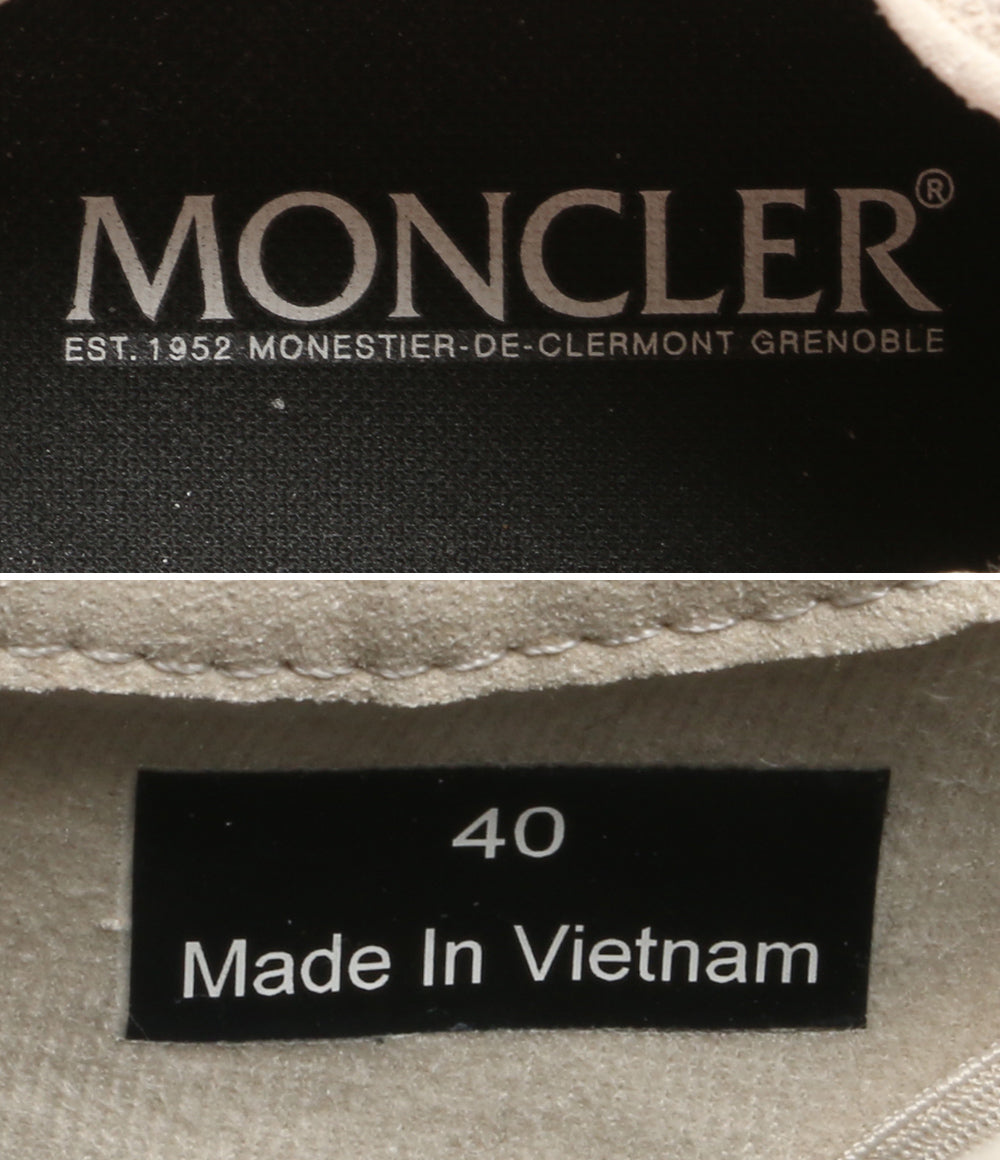 MONCLER®
EST. 1952 MONESTIER-DE-CLERMONT GRENOBLE
40
Made In Vietnam